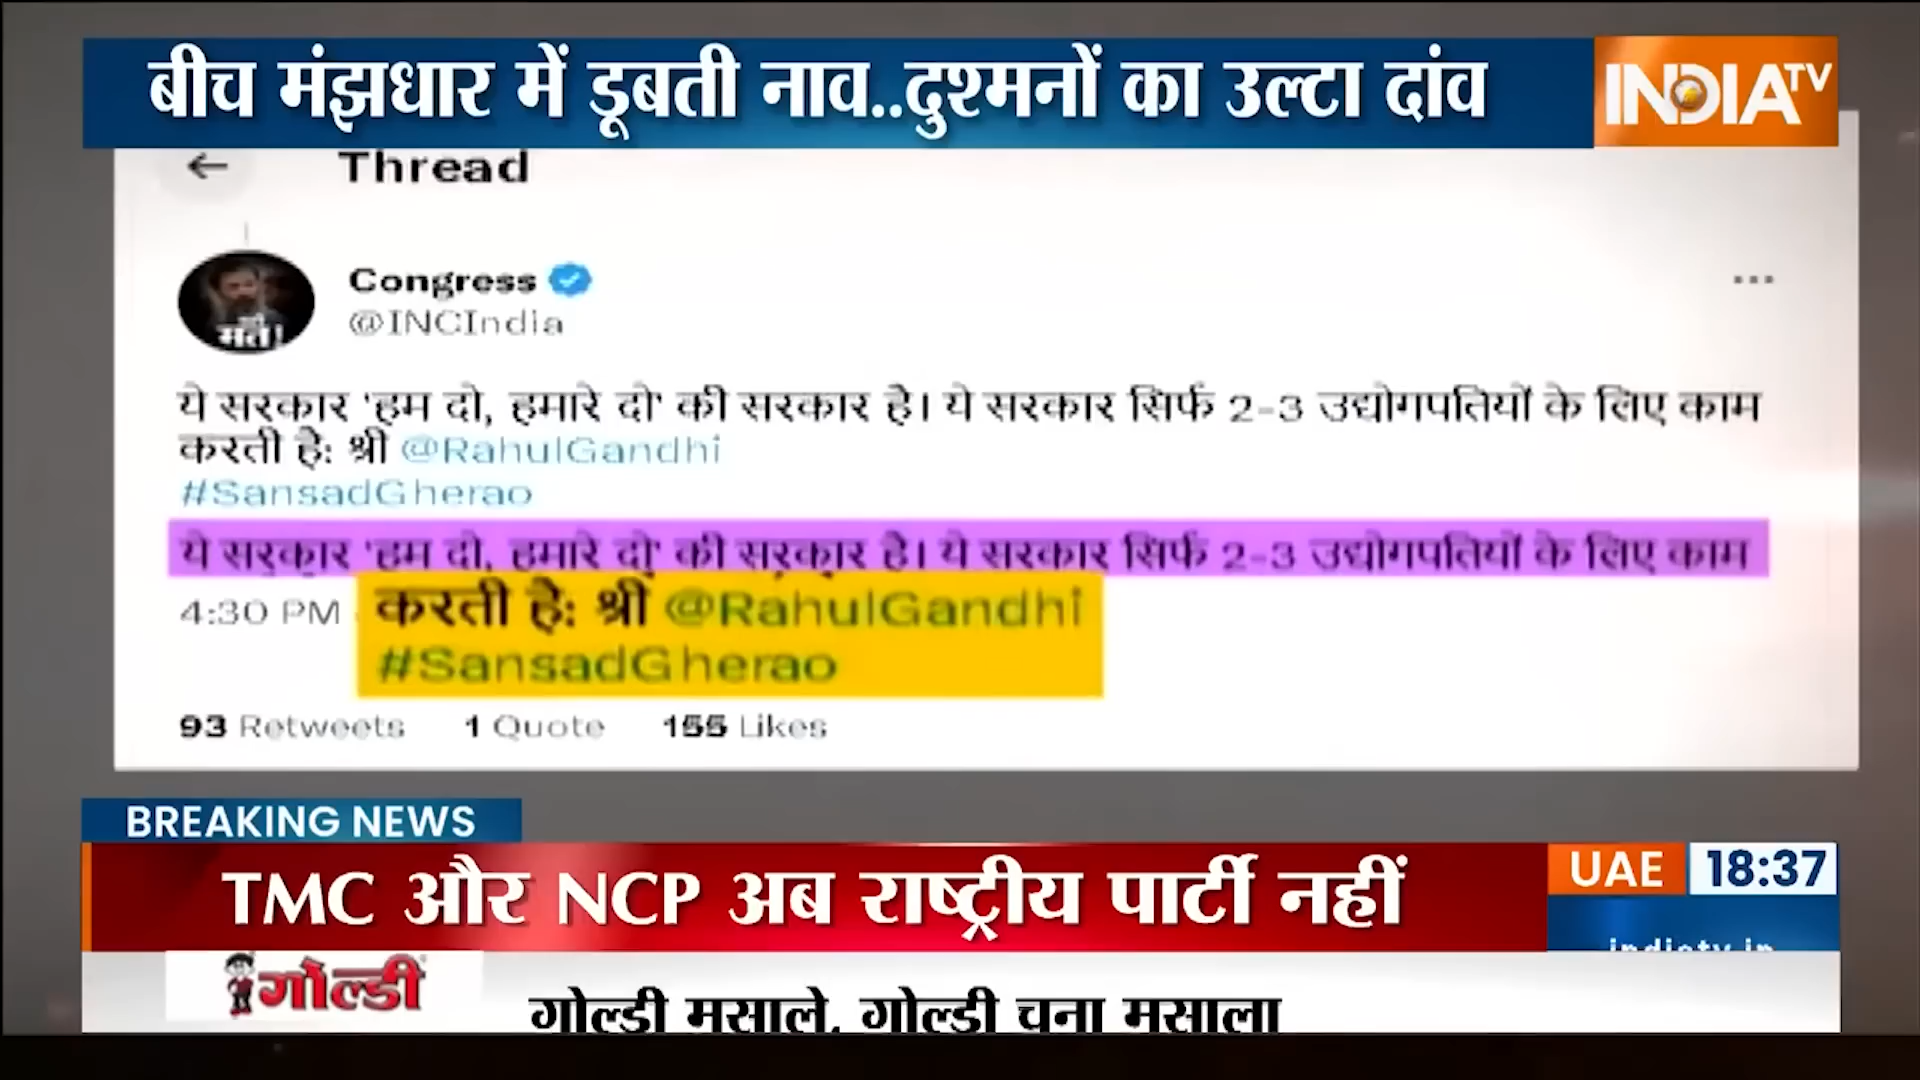 बीच मंझधार में डूबती नाव..दुश्मनों का उल्टा दांव
INDIA TV
Thread
Congress
@INCIndia
ये सरकार 'हम दो, हमारे दो' की सरकार है। ये सरकार सिर्फ 2-3 उद्योगपतियों के लिए काम
करती है: श्री @RahulGandhi
#SansadGherao
ये सरकार 'हम दो, हमारे दो' की सरकार है। ये सरकार सिर्फ 2-3 उद्योगपतियों के लिए काम
4:30 PM
करती है: श्री @RahulGandhi
#SansadGherao
93 Retweets 1 Quote 155 Likes
BREAKING NEWS
TMC और NCP अब राष्ट्रीय पार्टी नहीं
UAE 18:37
गोल्डी
गोल्डी मसाले, गोल्डी चना मसाला